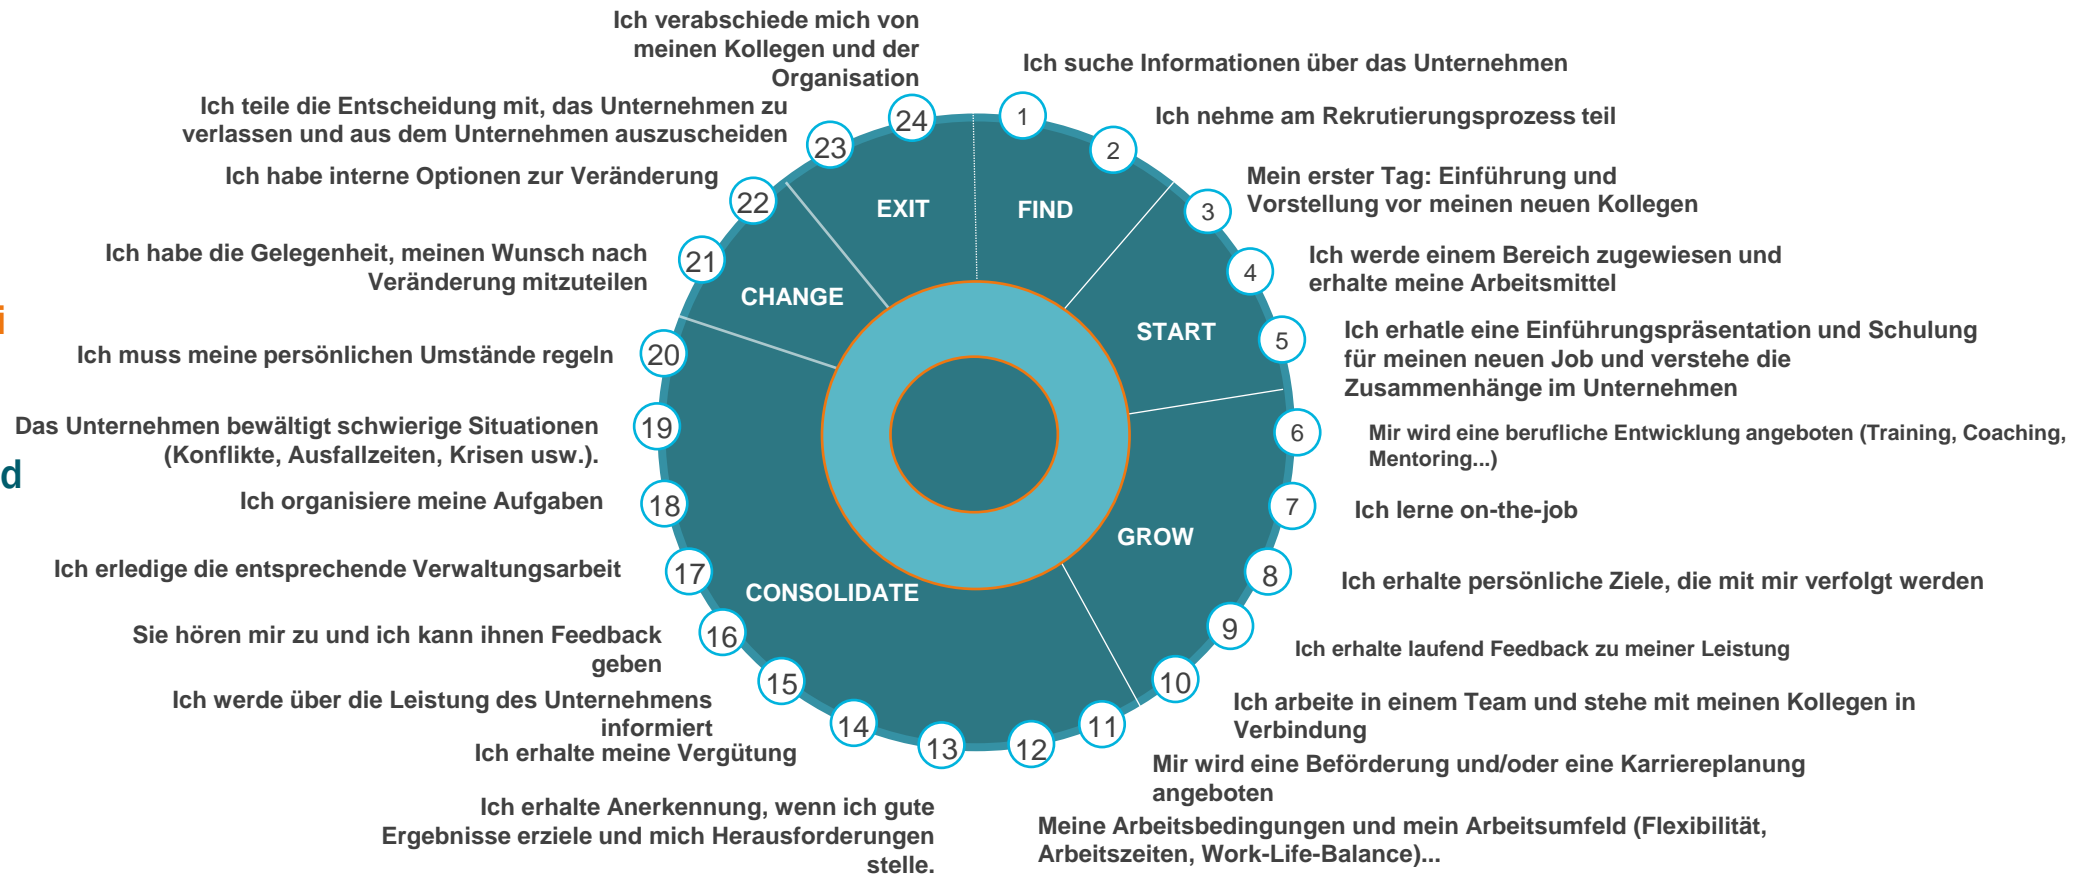 Ich verabschiede mich von
meinen Kollegen und der
Organisation
Ich suche Informationen über das Unternehmen
Ich teile die Entscheidung mit, das Unternehmen zu
verlassen und aus dem Unternehmen auszuscheiden
24
1
Ich nehme am Rekrutierungsprozess teil
23
2
Ich habe interne Optionen zur Veränderung
Mein erster Tag: Einführung und
Vorstellung vor meinen neuen Kollegen
22
EXIT
FIND
3
Ich habe die Gelegenheit, meinen Wunsch nach
Veränderung mitzuteilen
21
4
Ich werde einem Bereich zugewiesen und
erhalte meine Arbeitsmittel
CHANGE
i
START
5
Ich erhatle eine Einführungspräsentation und Schulung
für meinen neuen Job und verstehe die
Zusammenhänge im Unternehmen
Ich muss meine persönlichen Umstände regeln
20
Das Unternehmen bewältigt schwierige Situationen
(Konflikte, Ausfallzeiten, Krisen usw.).
19
6
Mir wird eine berufliche Entwicklung angeboten (Training, Coaching,
Mentoring...)
d
Ich organisiere meine Aufgaben
18
7
Ich lerne on-the-job
GROW
Ich erledige die entsprechende Verwaltungsarbeit
17
8
Ich erhalte persönliche Ziele, die mit mir verfolgt werden
CONSOLIDATE
Sie hören mir zu und ich kann ihnen Feedback
geben
16
9
Ich erhalte laufend Feedback zu meiner Leistung
Ich werde über die Leistung des Unternehmens
informiert
15
10
Ich arbeite in einem Team und stehe mit meinen Kollegen in
Verbindung
Ich erhalte meine Vergütung
14
13
12
11
Mir wird eine Beförderung und/oder eine Karriereplanung
angeboten
Ich erhalte Anerkennung, wenn ich gute
Ergebnisse erziele und mich Herausforderungen
stelle.
Meine Arbeitsbedingungen und mein Arbeitsumfeld (Flexibilität,
Arbeitszeiten, Work-Life-Balance)...